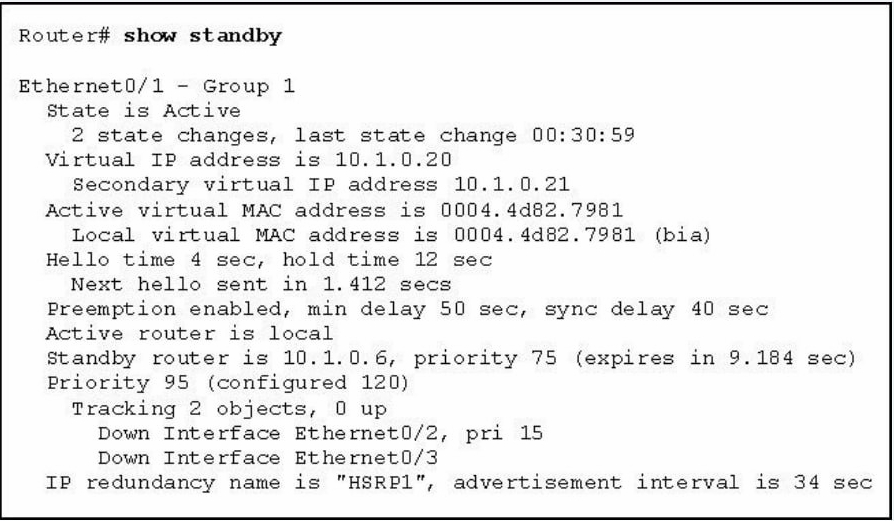 Router# show standby
Ethernet0/1 - Group 1
State is Active
2 state changes, last state change 00:30:59
Virtual IP address is 10.1.0.20
Secondary virtual IP address 10.1.0.21
Active virtual MAC address is 0004.4d82.7981
Local virtual MAC address is 0004.4d82.7981 (bia)
Hello time 4 sec, hold time 12 sec
Next hello sent in 1.412 secs
Preemption enabled, min delay 50 sec, sync delay 40 sec
Active router is local
Standby router is 10.1.0.6, priority 75 (expires in 9.184 sec)
Priority 95 (configured 120)
Tracking 2 objects, 0 up
Down Interface Ethernet0/2, pri 15
Down Interface Ethernet0/3
IP redundancy name is "HSRP1", advertisement interval is 34 sec